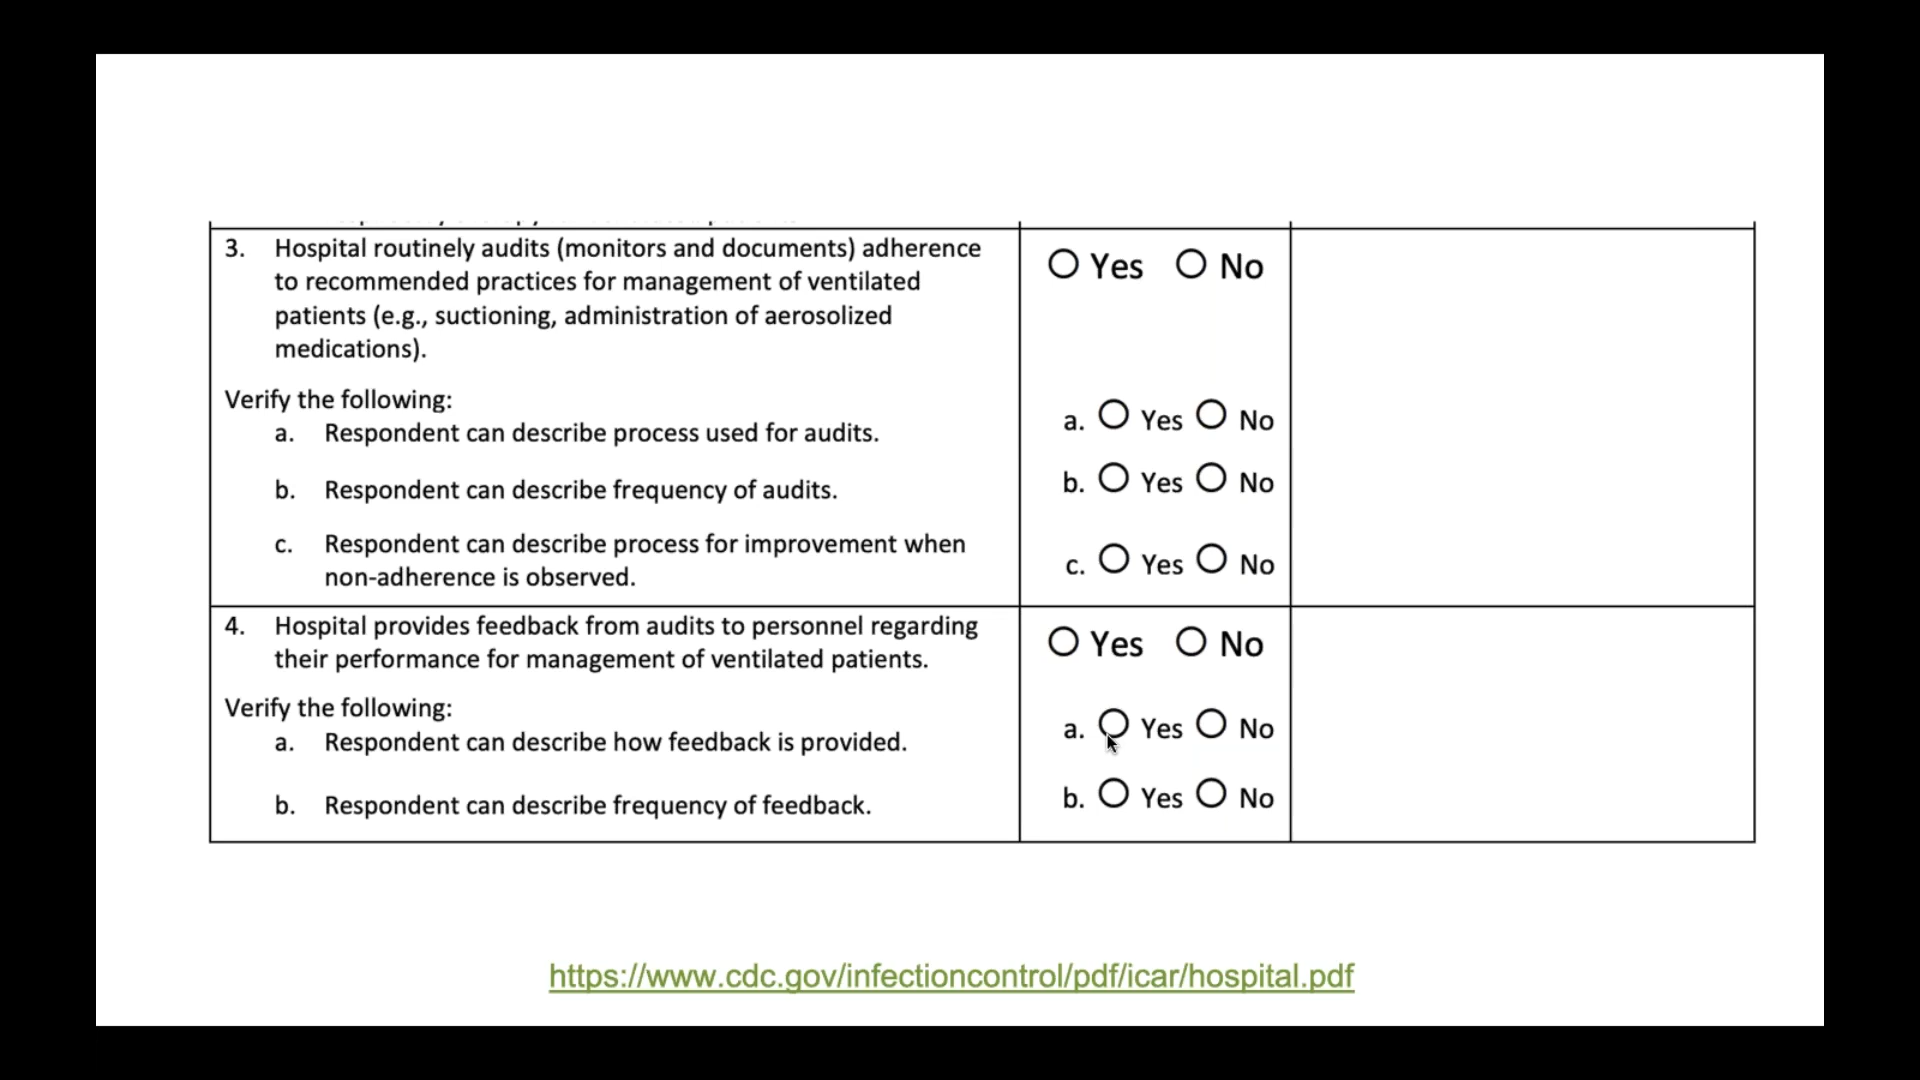 3. Hospital routinely audits (monitors and documents) adherence
to recommended practices for management of ventilated
patients (e.g., suctioning, administration of aerosolized
medications).
Yes No
Verify the following:
a. Respondent can describe process used for audits.
a. Yes No
b. Respondent can describe frequency of audits.
b. Yes No
c. Respondent can describe process for improvement when
non-adherence is observed.
c. Yes No
4. Hospital provides feedback from audits to personnel regarding
their performance for management of ventilated patients.
Yes No
Verify the following:
a. Respondent can describe how feedback is provided.
a. Yes No
b. Respondent can describe frequency of feedback.
b. Yes No
https://www.cdc.gov/infectioncontrol/pdf/icar/hospital.pdf